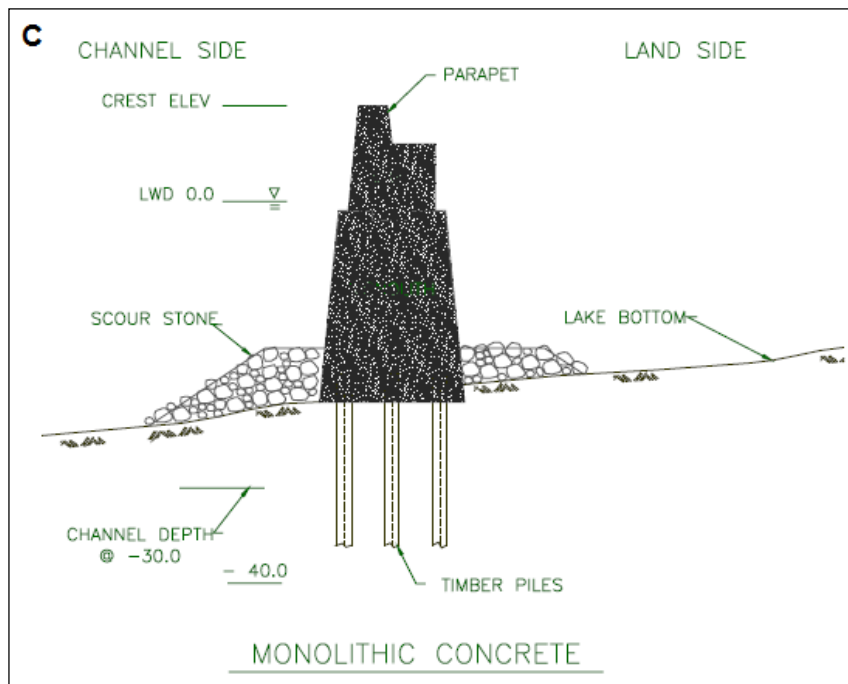 C
CHANNEL SIDE
LAND SIDE
PARAPET
CREST ELEV
LWD 0.0
SCOUR STONE
LAKE BOTTOM
CHANNEL DEPTH
@ -30.0
- 40.0
TIMBER PILES
MONOLITHIC CONCRETE